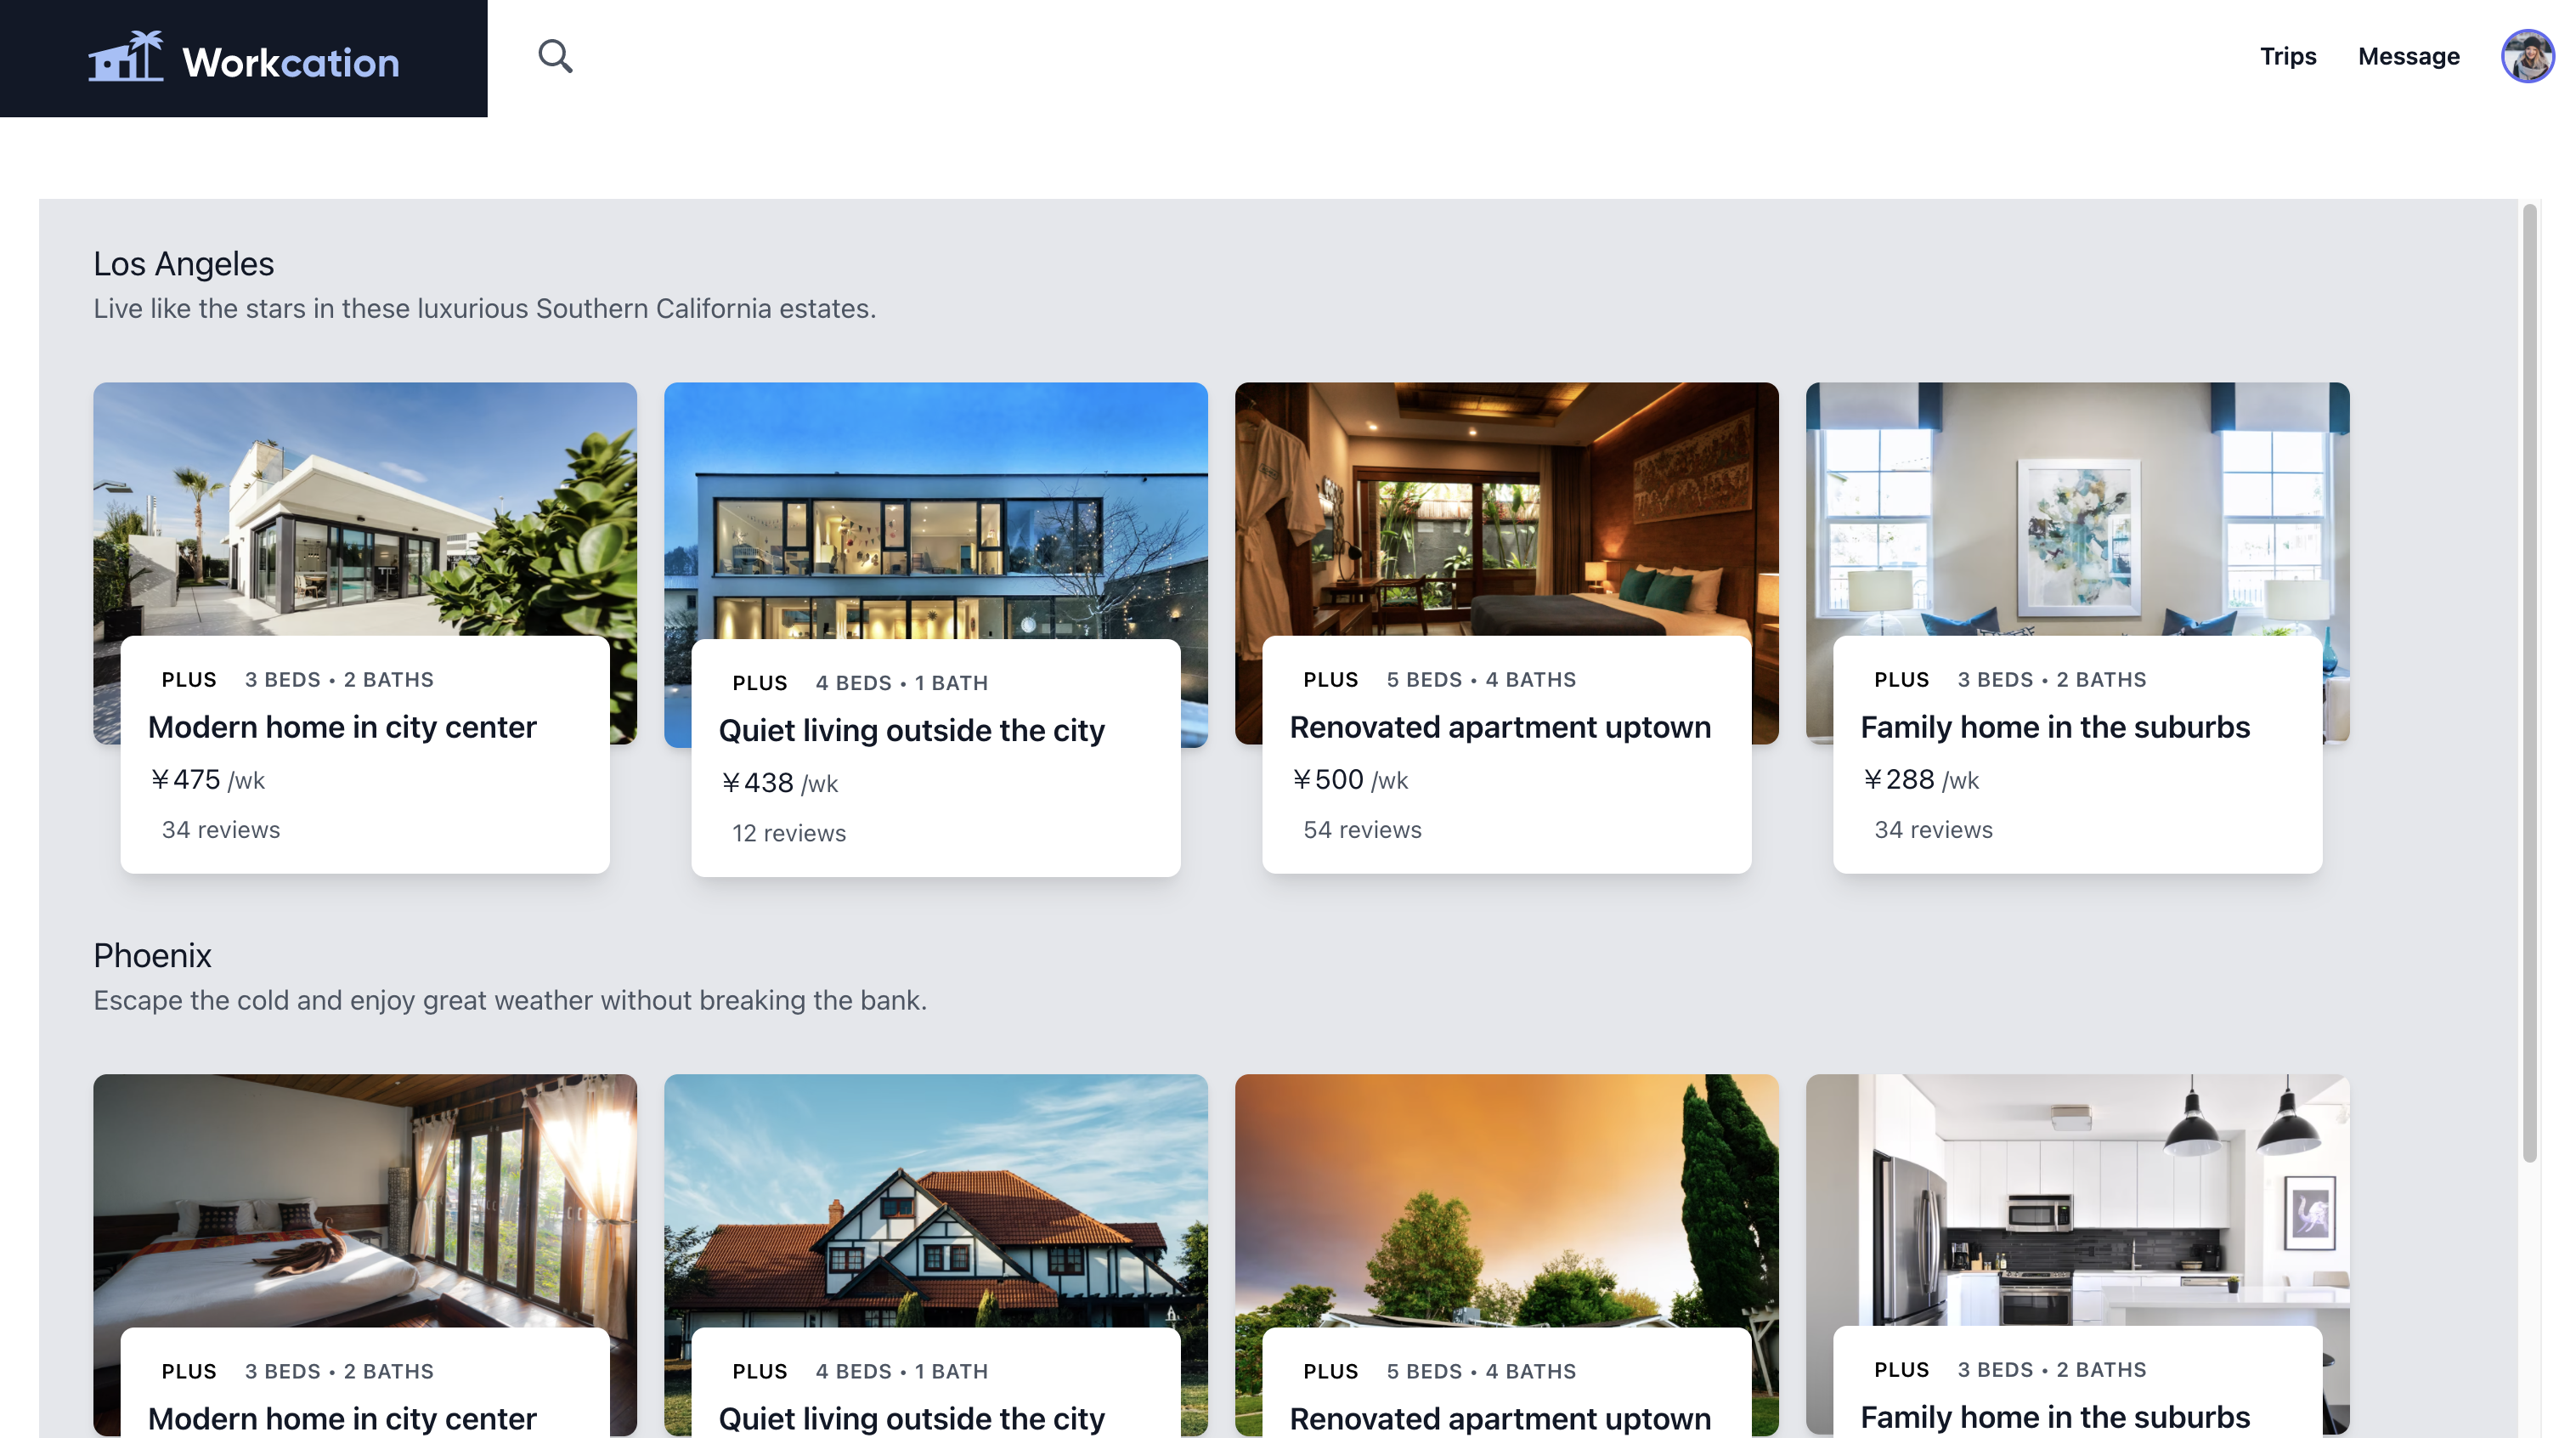 Workcation
Trips Message
Los Angeles
Live like the stars in these luxurious Southern California estates.
PLUS 3 BEDS • 2 BATHS
Modern home in city center
￥475 /wk
34 reviews
PLUS 4 BEDS • 1 BATH
Quiet living outside the city
￥438 /wk
12 reviews
PLUS 5 BEDS • 4 BATHS
Renovated apartment uptown
￥500 /wk
54 reviews
PLUS 3 BEDS • 2 BATHS
Family home in the suburbs
￥288 /wk
34 reviews
Phoenix
Escape the cold and enjoy great weather without breaking the bank.
PLUS 3 BEDS • 2 BATHS
Modern home in city center
PLUS 4 BEDS • 1 BATH
Quiet living outside the city
PLUS 5 BEDS • 4 BATHS
Renovated apartment uptown
PLUS 3 BEDS • 2 BATHS
Family home in the suburbs